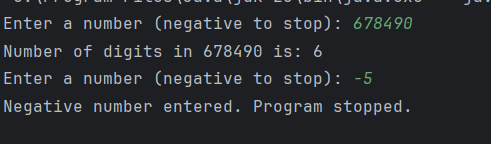 Enter a number (negative to stop): 678490
Number of digits in 678490 is: 6
Enter a number (negative to stop): -5
Negative number entered. Program stopped.